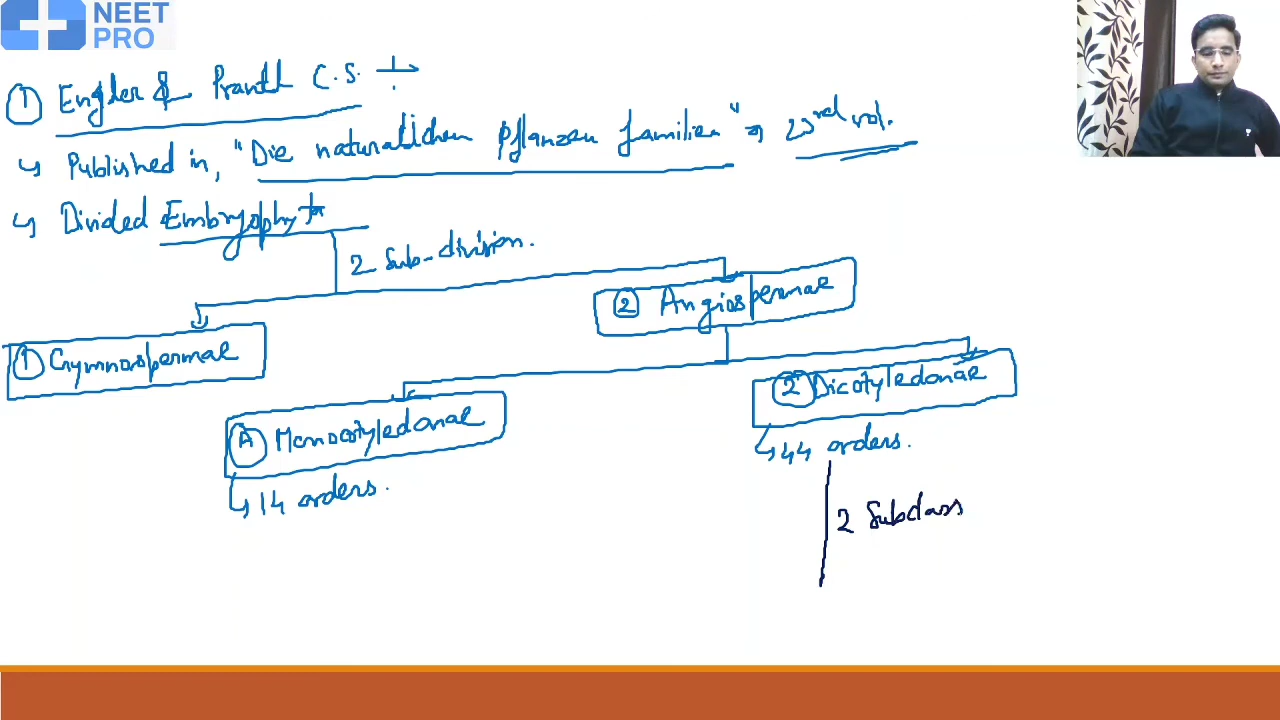 NEET
PRO
① Engler & Prantl C.S. →
↳ Published in, "Die naturalichen pflanzen familien" → 23rd vol.
↳ Divided Embryophyta
2 Sub-division.
① Gymnospermae
② Angiospermae
Ⓐ Monocotyledonae
② Dicotyledonae
↳ 14 orders.
↳ 44 orders.
2 Subclass